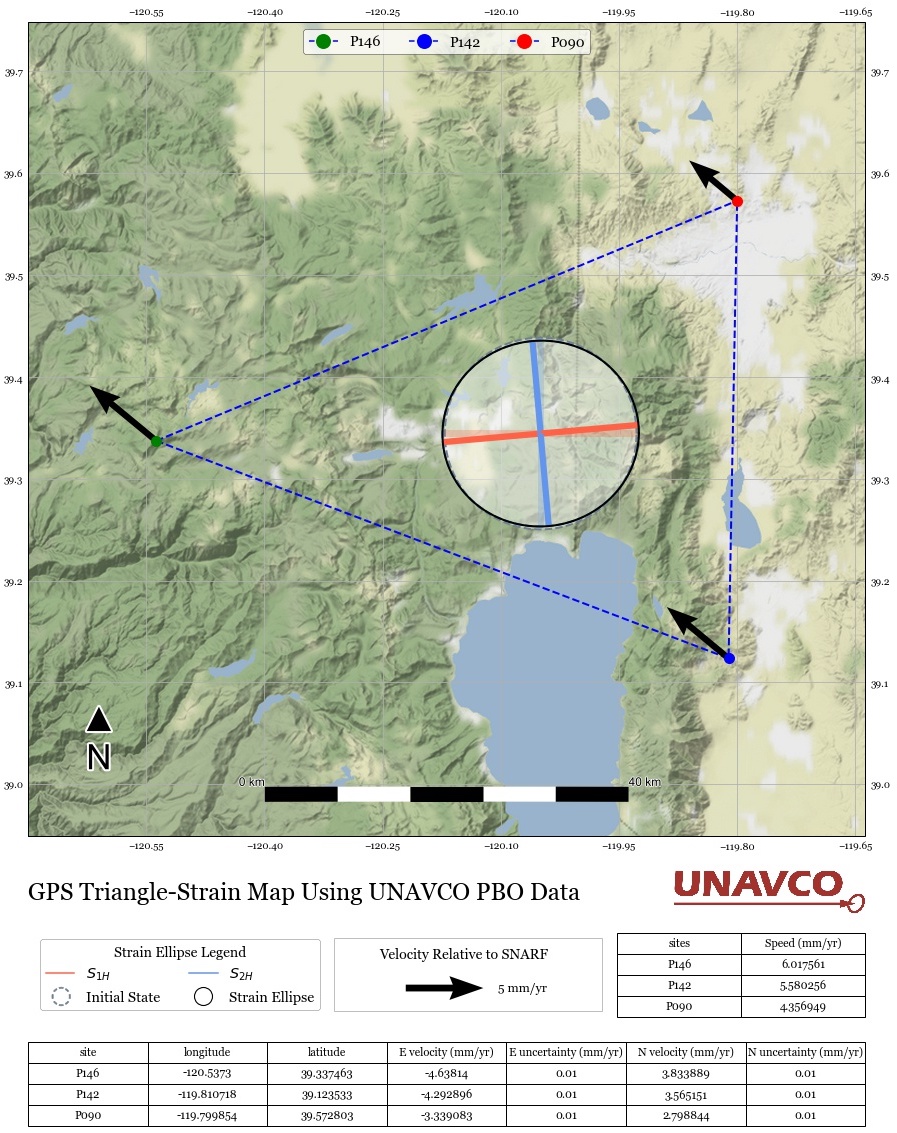 −120.55 −120.40 −120.25 −120.10 −119.95 −119.80 −119.65
P146 P142 P090
39.7 39.7
39.6 39.6
39.5 39.5
39.4 39.4
39.3 39.3
39.2 39.2
39.1 39.1
N
0 km 40 km
39.0 39.0
−120.55 −120.40 −120.25 −120.10 −119.95 −119.80 −119.65
GPS Triangle-Strain Map Using UNAVCO PBO Data
UNAVCO
Strain Ellipse Legend
S1H S2H
Initial State Strain Ellipse
Velocity Relative to SNARF
5 mm/yr
sites Speed (mm/yr)
P146 6.017561
P142 5.580256
P090 4.356949
site longitude latitude E velocity (mm/yr) E uncertainty (mm/yr) N velocity (mm/yr) N uncertainty (mm/yr)
P146 -120.5373 39.337463 -4.63814 0.01 3.833889 0.01
P142 -119.810718 39.123533 -4.292896 0.01 3.565151 0.01
P090 -119.799854 39.572803 -3.339083 0.01 2.798844 0.01